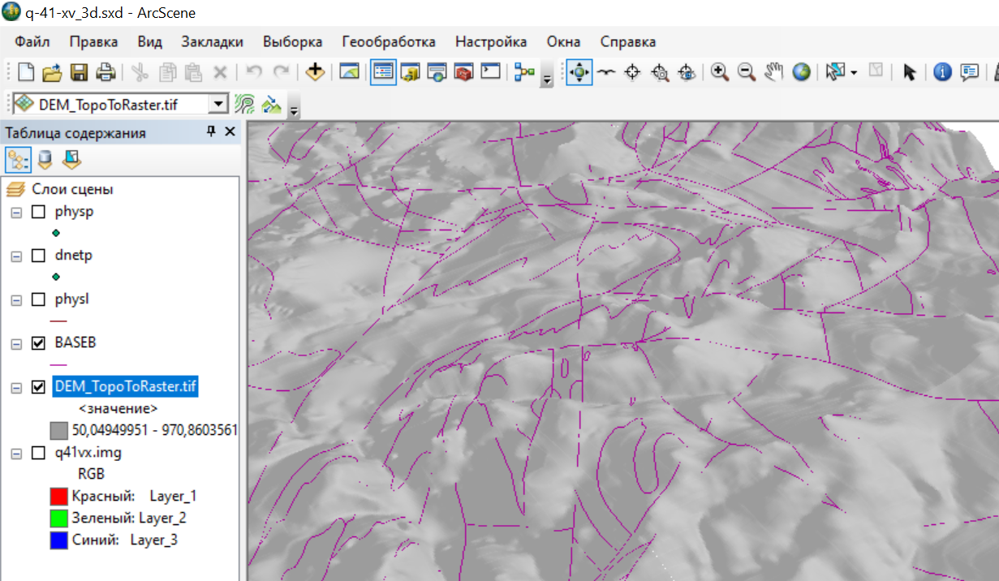 q-41-xv_3d.sxd - ArcScene
Файл Правка Вид Закладки Выборка Геообработка Настройка Окна Справка
DEM_TopoToRaster.tif
Таблица содержания
Слои сцены
physp
dnetp
physl
BASEB
DEM_TopoToRaster.tif
<значение>
50,04949951 - 970,8603561
q41vx.img
RGB
Красный: Layer_1
Зеленый: Layer_2
Синий: Layer_3